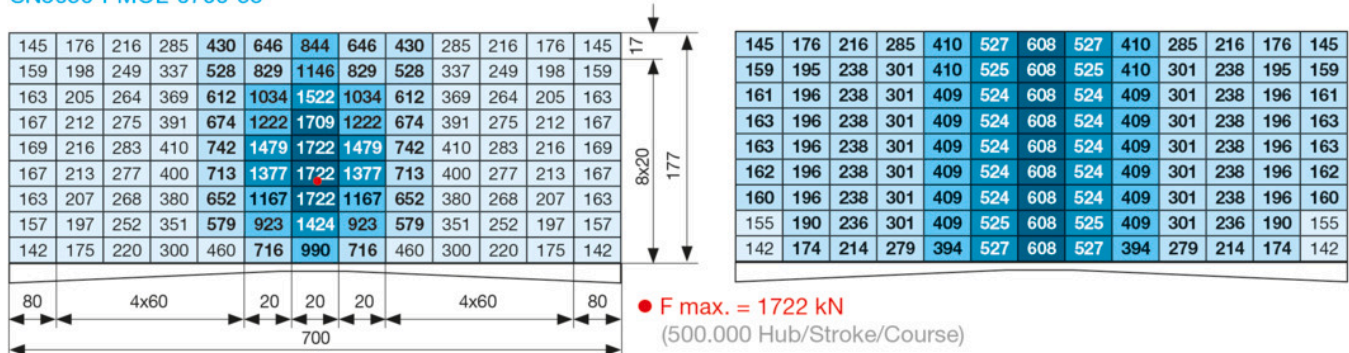 145 176 216 285 430 646 844 646 430 285 216 176 145 17
159 198 249 337 528 829 1146 829 528 337 249 198 159
163 205 264 369 612 1034 1522 1034 612 369 264 205 163
167 212 275 391 674 1222 1709 1222 674 391 275 212 167
169 216 283 410 742 1479 1722 1479 742 410 283 216 169
167 213 277 400 713 1377 1722 1377 713 400 277 213 167
163 207 268 380 652 1167 1722 1167 652 380 268 207 163
157 197 252 351 579 923 1424 923 579 351 252 197 157
142 175 220 300 460 716 990 716 460 300 220 175 142
8x20
177
80 4x60 20 20 20 4x60 80
700
145 176 216 285 410 527 608 527 410 285 216 176 145
159 195 238 301 410 525 608 525 410 301 238 195 159
161 196 238 301 409 524 608 524 409 301 238 196 161
163 196 238 301 409 524 608 524 409 301 238 196 163
163 196 238 301 409 524 608 524 409 301 238 196 163
162 196 238 301 409 524 608 524 409 301 238 196 162
160 196 238 301 409 524 608 524 409 301 238 196 160
155 190 236 301 409 525 608 525 409 301 236 190 155
142 174 214 279 394 527 608 527 394 279 214 174 142
● F max. = 1722 kN
(500.000 Hub/Stroke/Course)